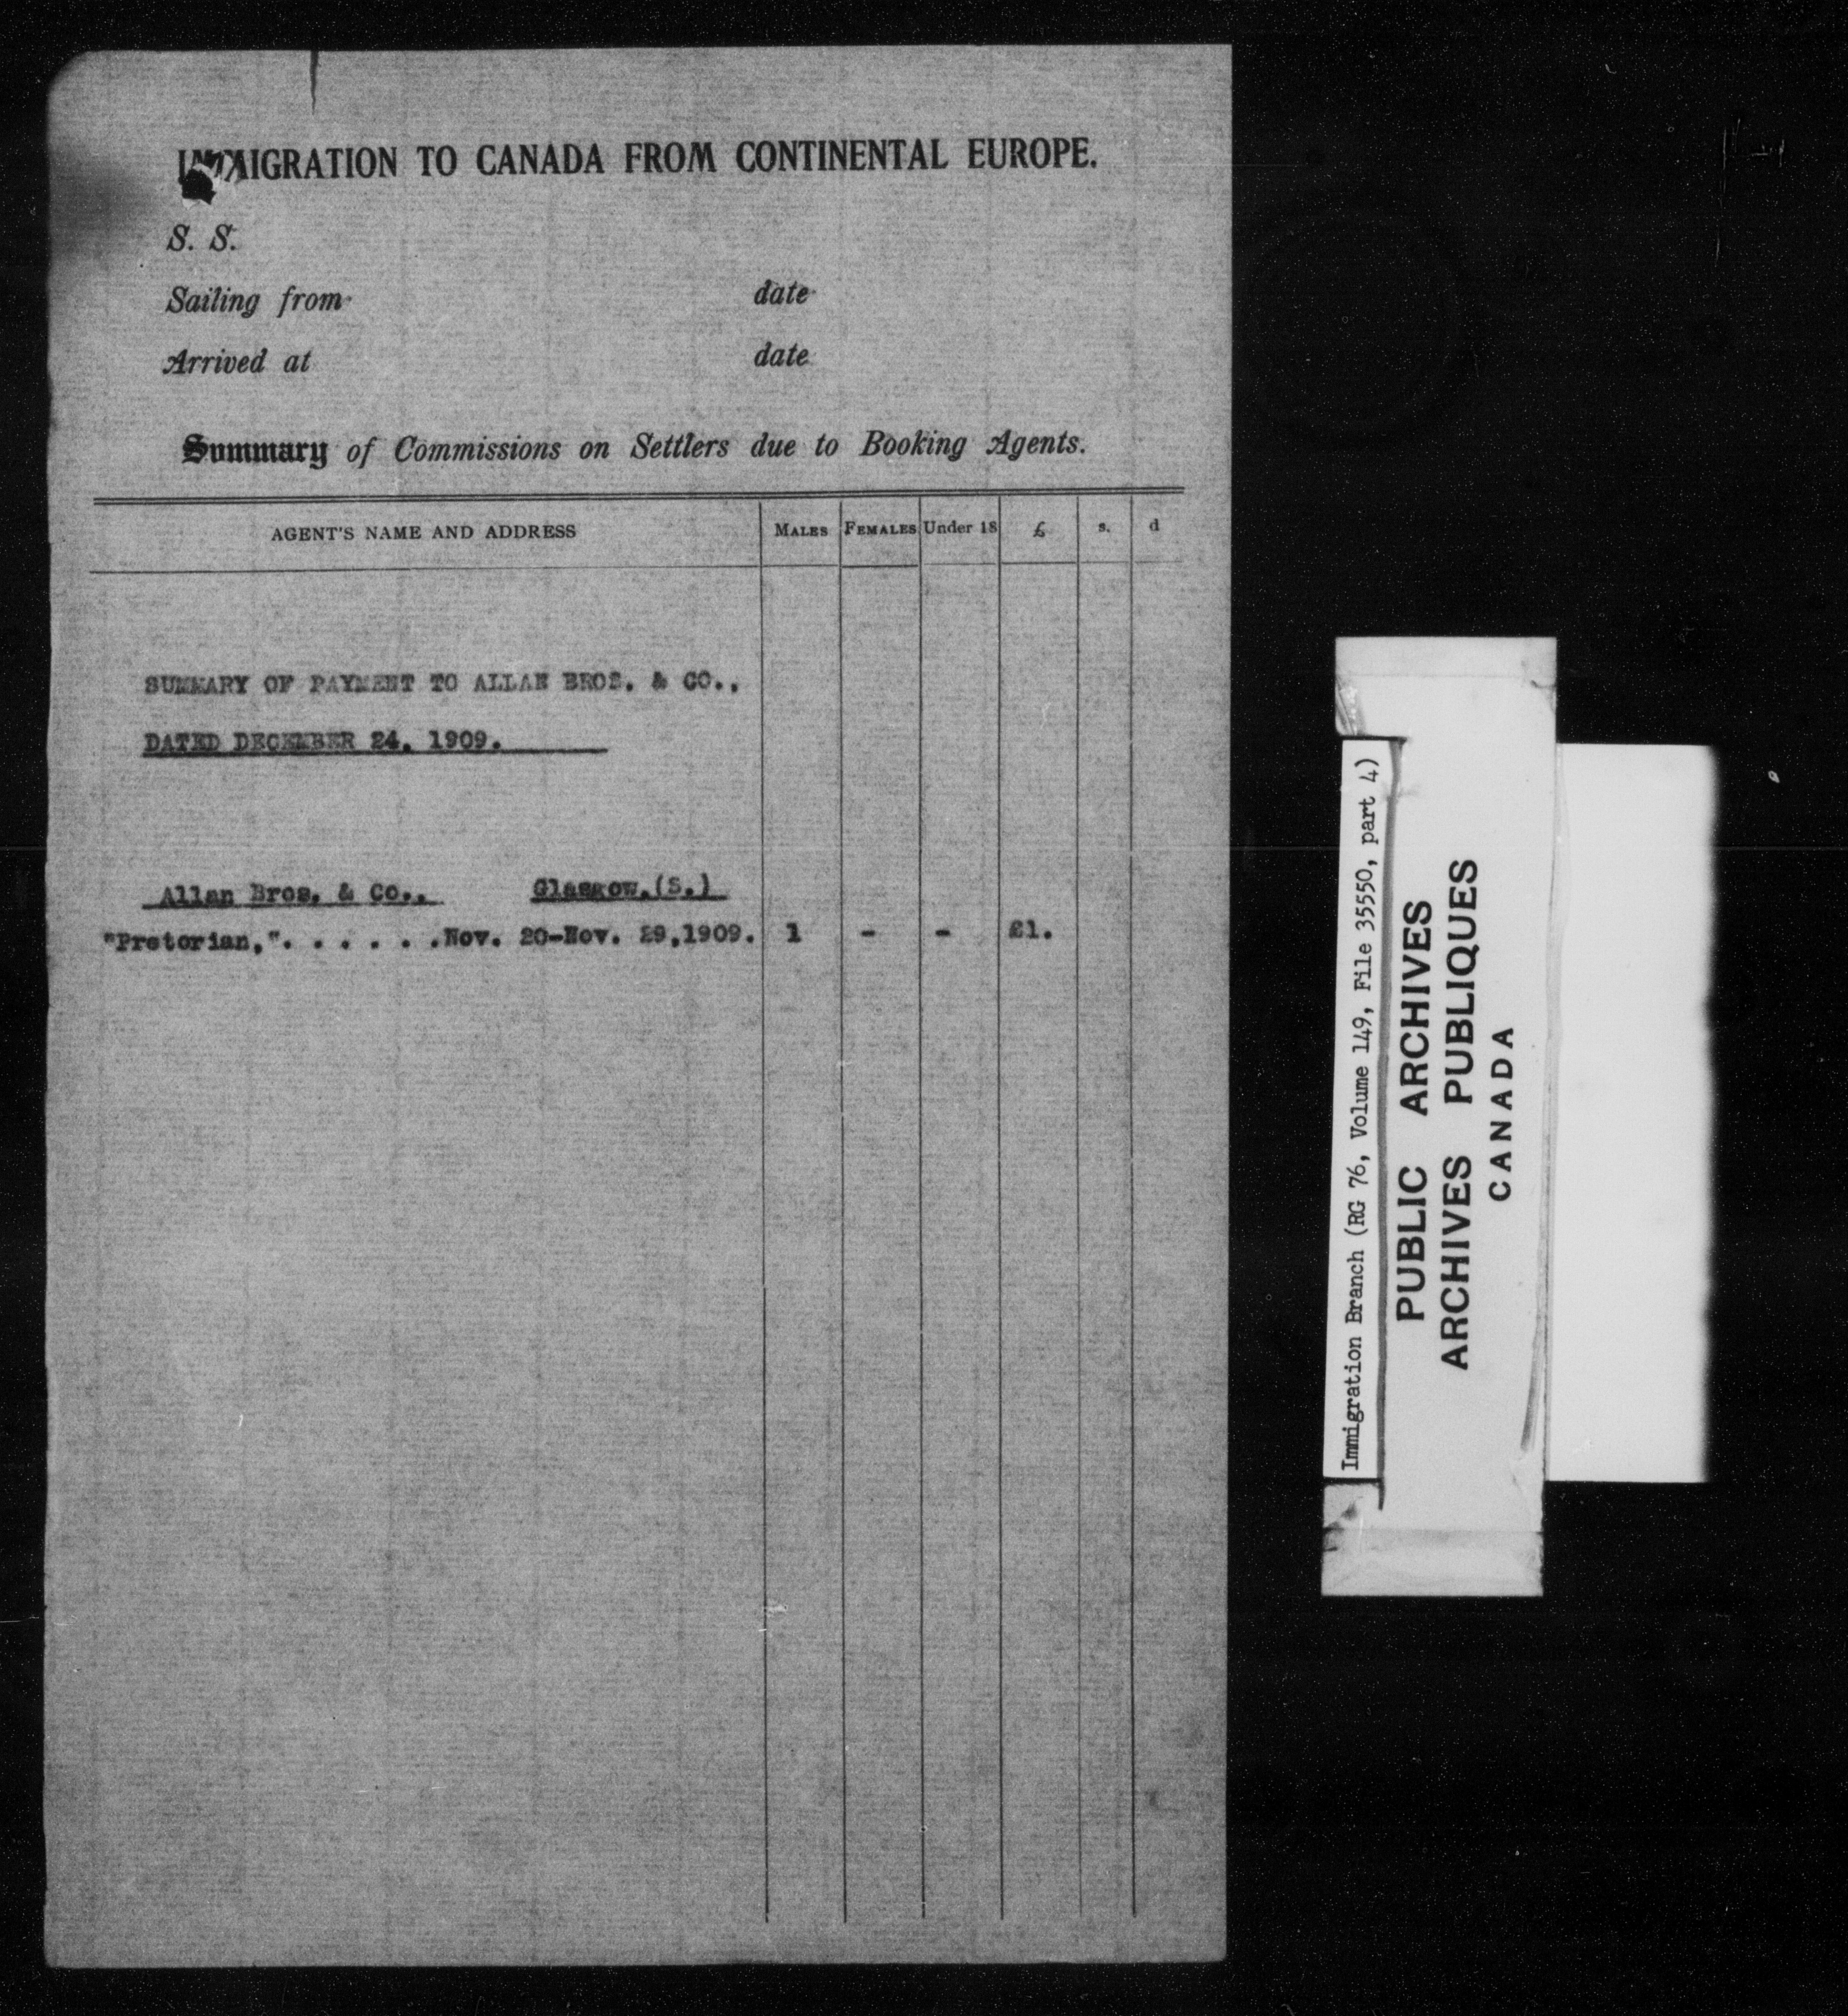 IMMIGRATION TO CANADA FROM CONTINENTAL EUROPE.
S. S.
Sailing from date
Arrived at date
Summary of Commissions on Settlers due to Booking Agents.
AGENT'S NAME AND ADDRESS MALES FEMALES Under 18 £ s. d
SUMMARY OF PAYMENT TO ALLAN BROS. & CO.,
DATED DECEMBER 24, 1909.
Allan Bros. & Co., Glasgow.(S.)
"Pretorian,". . . . . . .Nov. 20-Nov. 29,1909. 1 - - £1.
Immigration Branch (RG 76, Volume 149, File 35550, part 4)
PUBLIC ARCHIVES
ARCHIVES PUBLIQUES
CANADA